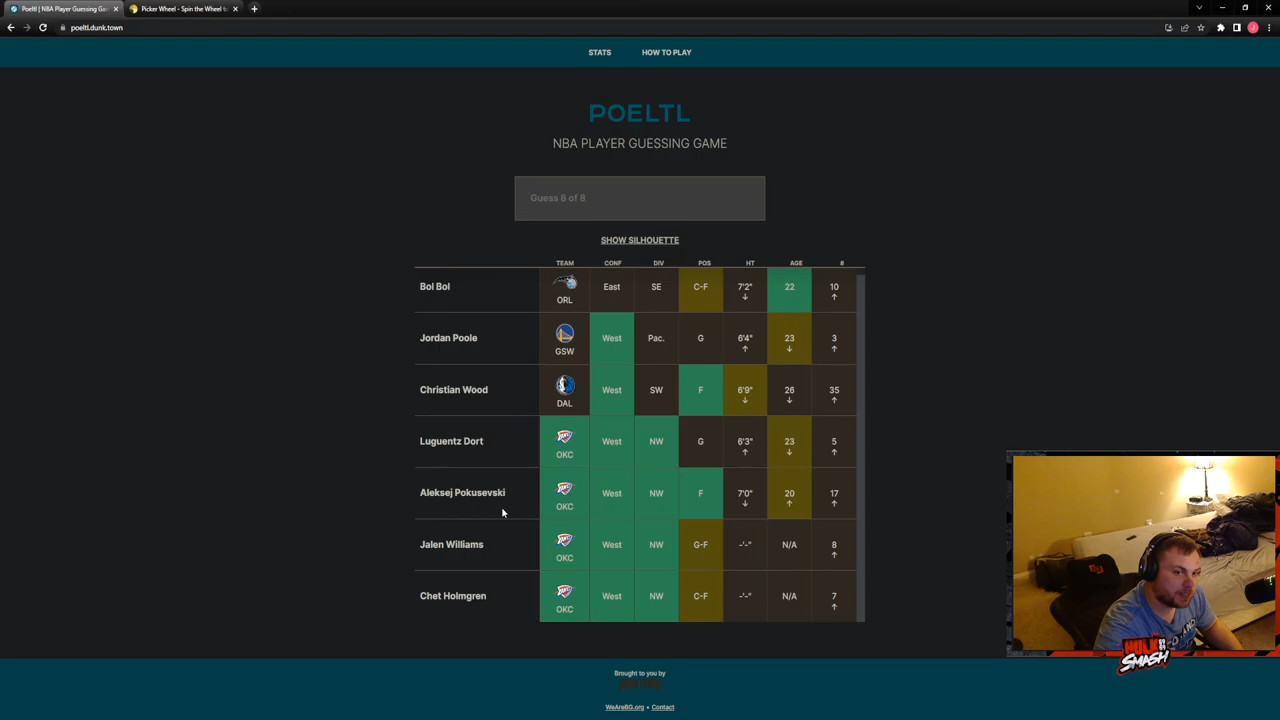 Poeltl | NBA Player Guessing Gam
Picker Wheel - Spin the Wheel to
poeltl.dunk.town
STATS
HOW TO PLAY
POELTL
NBA PLAYER GUESSING GAME
Guess 8 of 8
SHOW SILHOUETTE
TEAM CONF DIV POS HT AGE #
Bol Bol ORL East SE C-F 7'2" ↓ 22 10 ↑
Jordan Poole GSW West Pac. G 6'4" ↑ 23 ↓ 3 ↑
Christian Wood DAL West SW F 6'9" ↓ 26 ↓ 35 ↑
Luguentz Dort OKC West NW G 6'3" ↑ 23 ↓ 5 ↑
Aleksej Pokusevski OKC West NW F 7'0" ↓ 20 ↑ 17 ↑
Jalen Williams OKC West NW G-F -'-" N/A 8 ↑
Chet Holmgren OKC West NW C-F -'-" N/A 7 ↑
Brought to you by
WeAreBG.org • Contact
HULK
SMASH